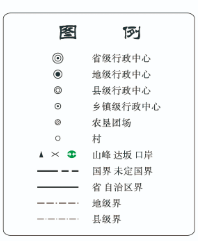 图 例
省级行政中心
地级行政中心
县级行政中心
乡镇级行政中心
农垦团场
村
山峰 达坂 口岸
国界 未定国界
省 自治区界
地级界
县级界